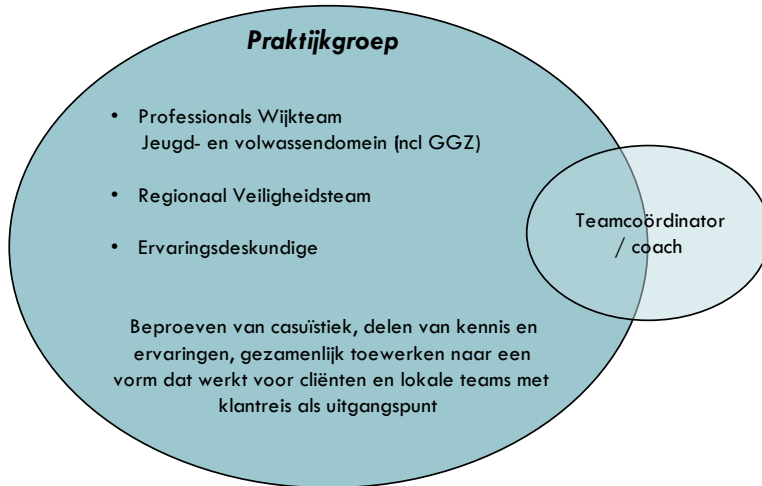 Praktijkgroep
• Professionals Wijkteam
Jeugd- en volwassendomein (ncl GGZ)
• Regionaal Veiligheidsteam
• Ervaringsdeskundige
Teamcoördinator
/ coach
Beproeven van casuïstiek, delen van kennis en
ervaringen, gezamenlijk toewerken naar een
vorm dat werkt voor cliënten en lokale teams met
klantreis als uitgangspunt